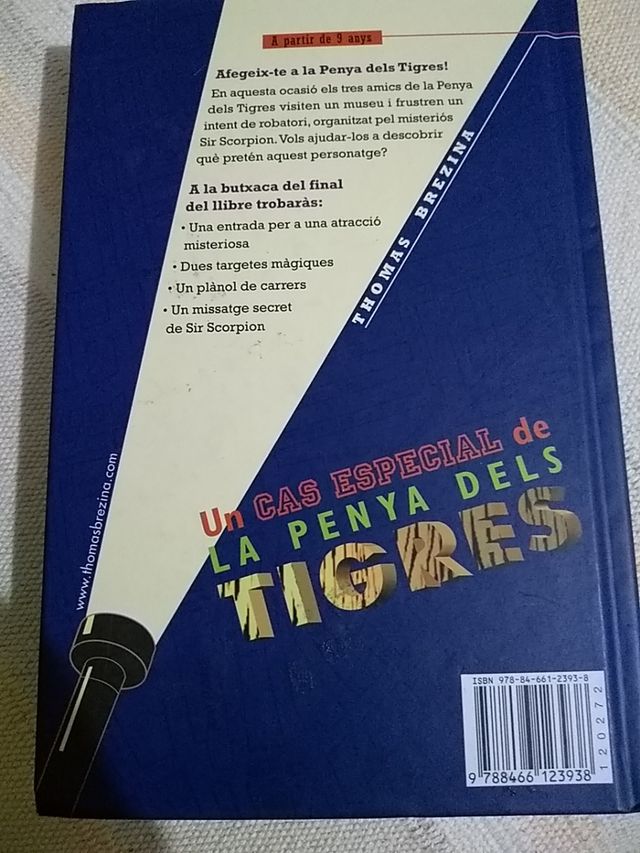 A partir de 9 anys
Afegeix-te a la Penya dels Tigres!
En aquesta ocasió els tres amics de la Penya
dels Tigres visiten un museu i frustren un
intent de robatori, organitzat pel misteriós
Sir Scorpion. Vols ajudar-los a descobrir
què pretén aquest personatge?
A la butxaca del final
del llibre trobaràs:
• Una entrada per a una atracció
misteriosa
• Dues targetes màgiques
• Un plànol de carrers
• Un missatge secret
de Sir Scorpion
THOMAS BREZINA
www.thomasbrezina.com
Un CAS ESPECIAL de
LA PENYA DELS
TIGRES
ISBN 978-84-661-2393-8
9 788466 123938
120272